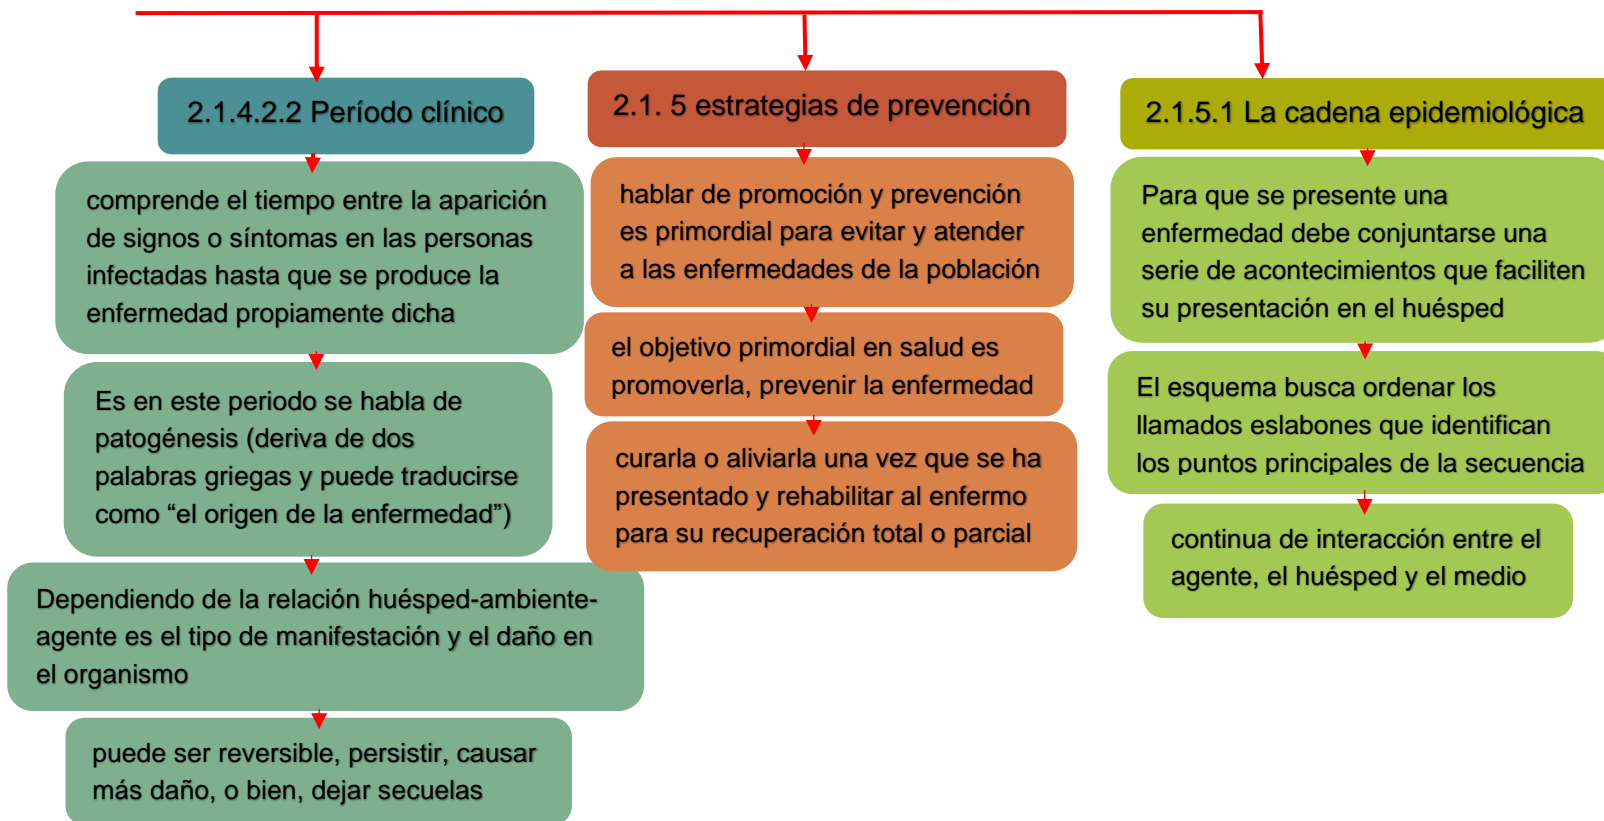 2.1.4.2.2 Período clínico
comprende el tiempo entre la aparición
de signos o síntomas en las personas
infectadas hasta que se produce la
enfermedad propiamente dicha
Es en este periodo se habla de
patogénesis (deriva de dos
palabras griegas y puede traducirse
como “el origen de la enfermedad”)
Dependiendo de la relación huésped-ambiente-
agente es el tipo de manifestación y el daño en
el organismo
puede ser reversible, persistir, causar
más daño, o bien, dejar secuelas
2.1. 5 estrategias de prevención
hablar de promoción y prevención
es primordial para evitar y atender
a las enfermedades de la población
el objetivo primordial en salud es
promoverla, prevenir la enfermedad
curarla o aliviarla una vez que se ha
presentado y rehabilitar al enfermo
para su recuperación total o parcial
2.1.5.1 La cadena epidemiológica
Para que se presente una
enfermedad debe conjuntarse una
serie de acontecimientos que faciliten
su presentación en el huésped
El esquema busca ordenar los
llamados eslabones que identifican
los puntos principales de la secuencia
continua de interacción entre el
agente, el huésped y el medio